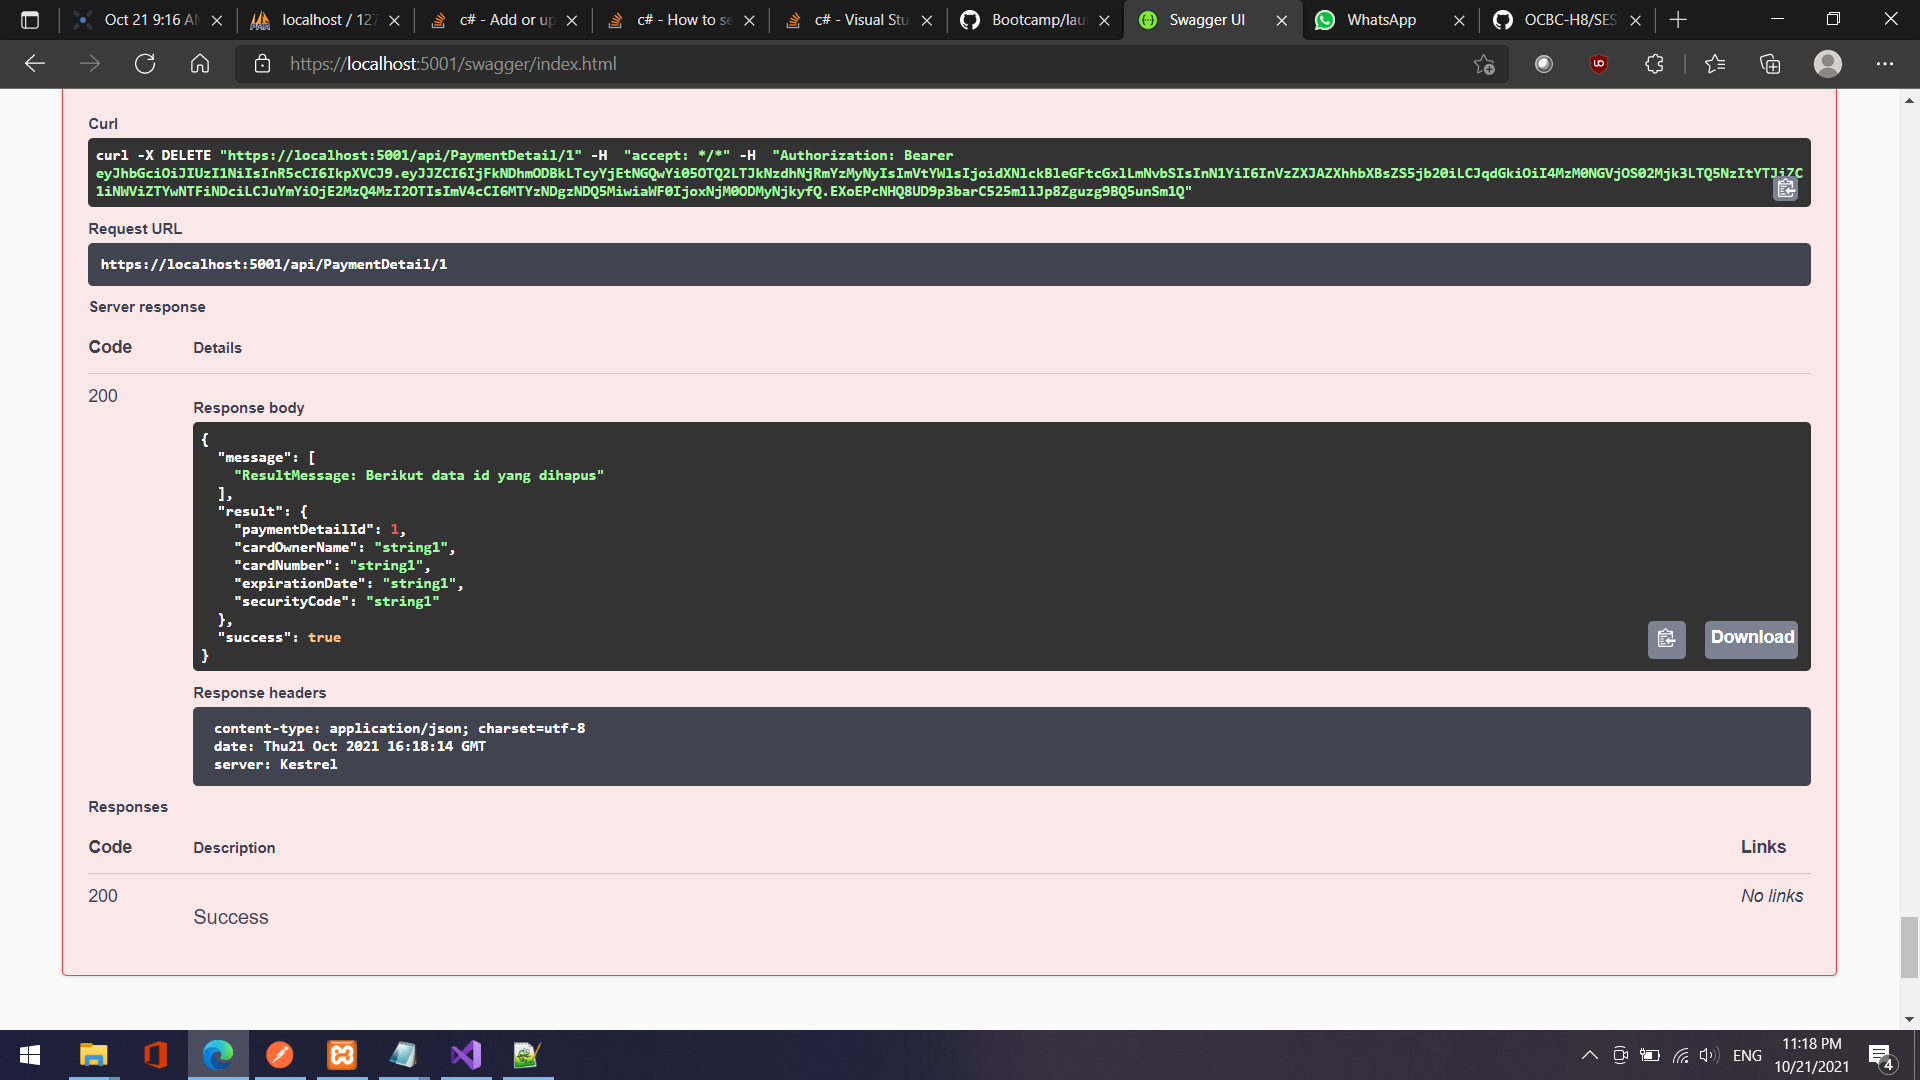 Oct 21 9:16 AM
localhost / 127
c# - Add or up
c# - How to se
c# - Visual Stu
Bootcamp/lau
Swagger UI
WhatsApp
OCBC-H8/SES
https://localhost:5001/swagger/index.html
Curl
curl -X DELETE "https://localhost:5001/api/PaymentDetail/1" -H  "accept: */*" -H  "Authorization: Bearer
Request URL
https://localhost:5001/api/PaymentDetail/1
Server response
Code Details
200
Response body
{
"message": [
"ResultMessage: Berikut data id yang dihapus"
],
"result": {
"paymentDetailId": 1,
"cardOwnerName": "string1",
"cardNumber": "string1",
"expirationDate": "string1",
"securityCode": "string1"
},
"success": true
}
Download
Response headers
content-type: application/json; charset=utf-8
date: Thu21 Oct 2021 16:18:14 GMT
server: Kestrel
Responses
Code Description Links
200
Success
No links
ENG
11:18 PM
10/21/2021
4